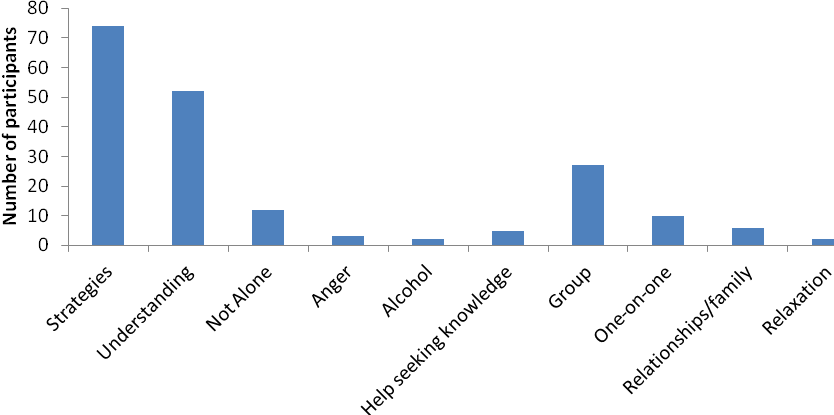 Number of participants
80
70
60
50
40
30
20
10
0
Strategies
Understanding
Not Alone
Anger
Alcohol
Help seeking knowledge
Group
One-on-one
Relationships/family
Relaxation